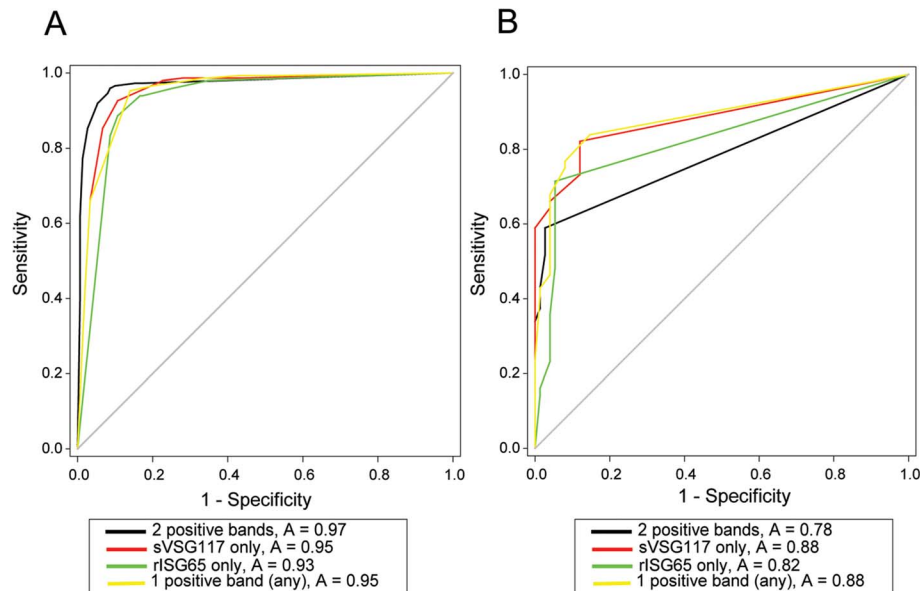 A
1.0
0.8
0.6
0.4
0.2
0.0
Sensitivity
0.0 0.2 0.4 0.6 0.8 1.0
1 - Specificity
2 positive bands, A = 0.97
sVSG117 only, A = 0.95
rISG65 only, A = 0.93
1 positive band (any), A = 0.95
B
1.0
0.8
0.6
0.4
0.2
0.0
Sensitivity
0.0 0.2 0.4 0.6 0.8 1.0
1 - Specificity
2 positive bands, A = 0.78
sVSG117 only, A = 0.88
rISG65 only, A = 0.82
1 positive band (any), A = 0.88